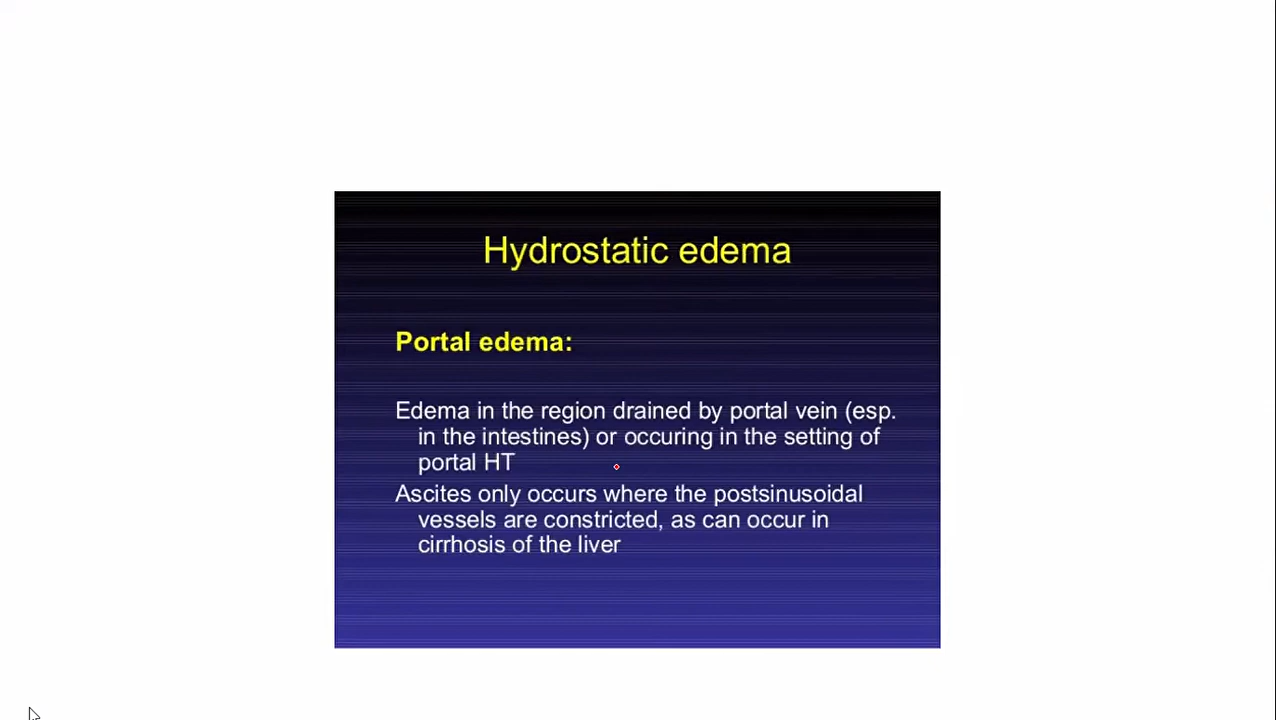 Hydrostatic edema
Portal edema:
Edema in the region drained by portal vein (esp.
in the intestines) or occuring in the setting of
portal HT
Ascites only occurs where the postsinusoidal
vessels are constricted, as can occur in
cirrhosis of the liver